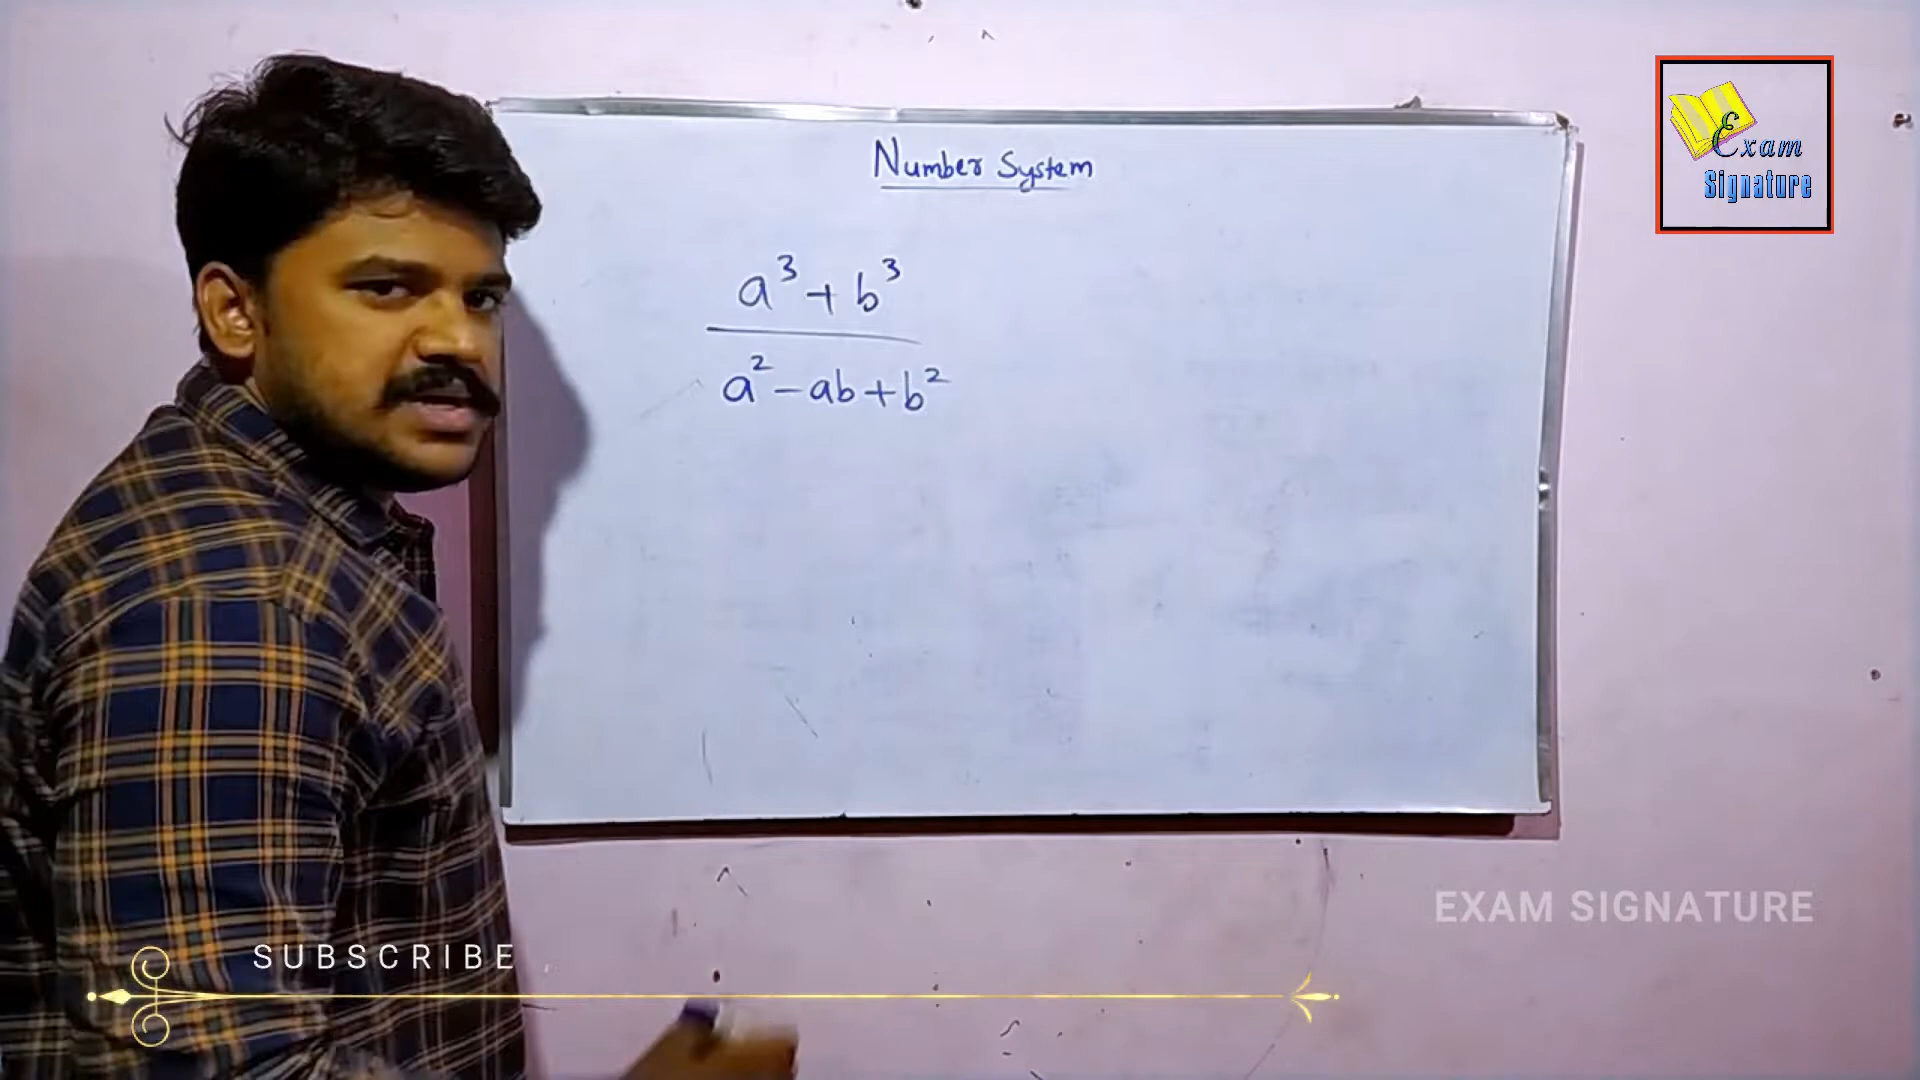 Number System
a³ + b³
a² - ab + b²
Exam
Signature
EXAM SIGNATURE
SUBSCRIBE